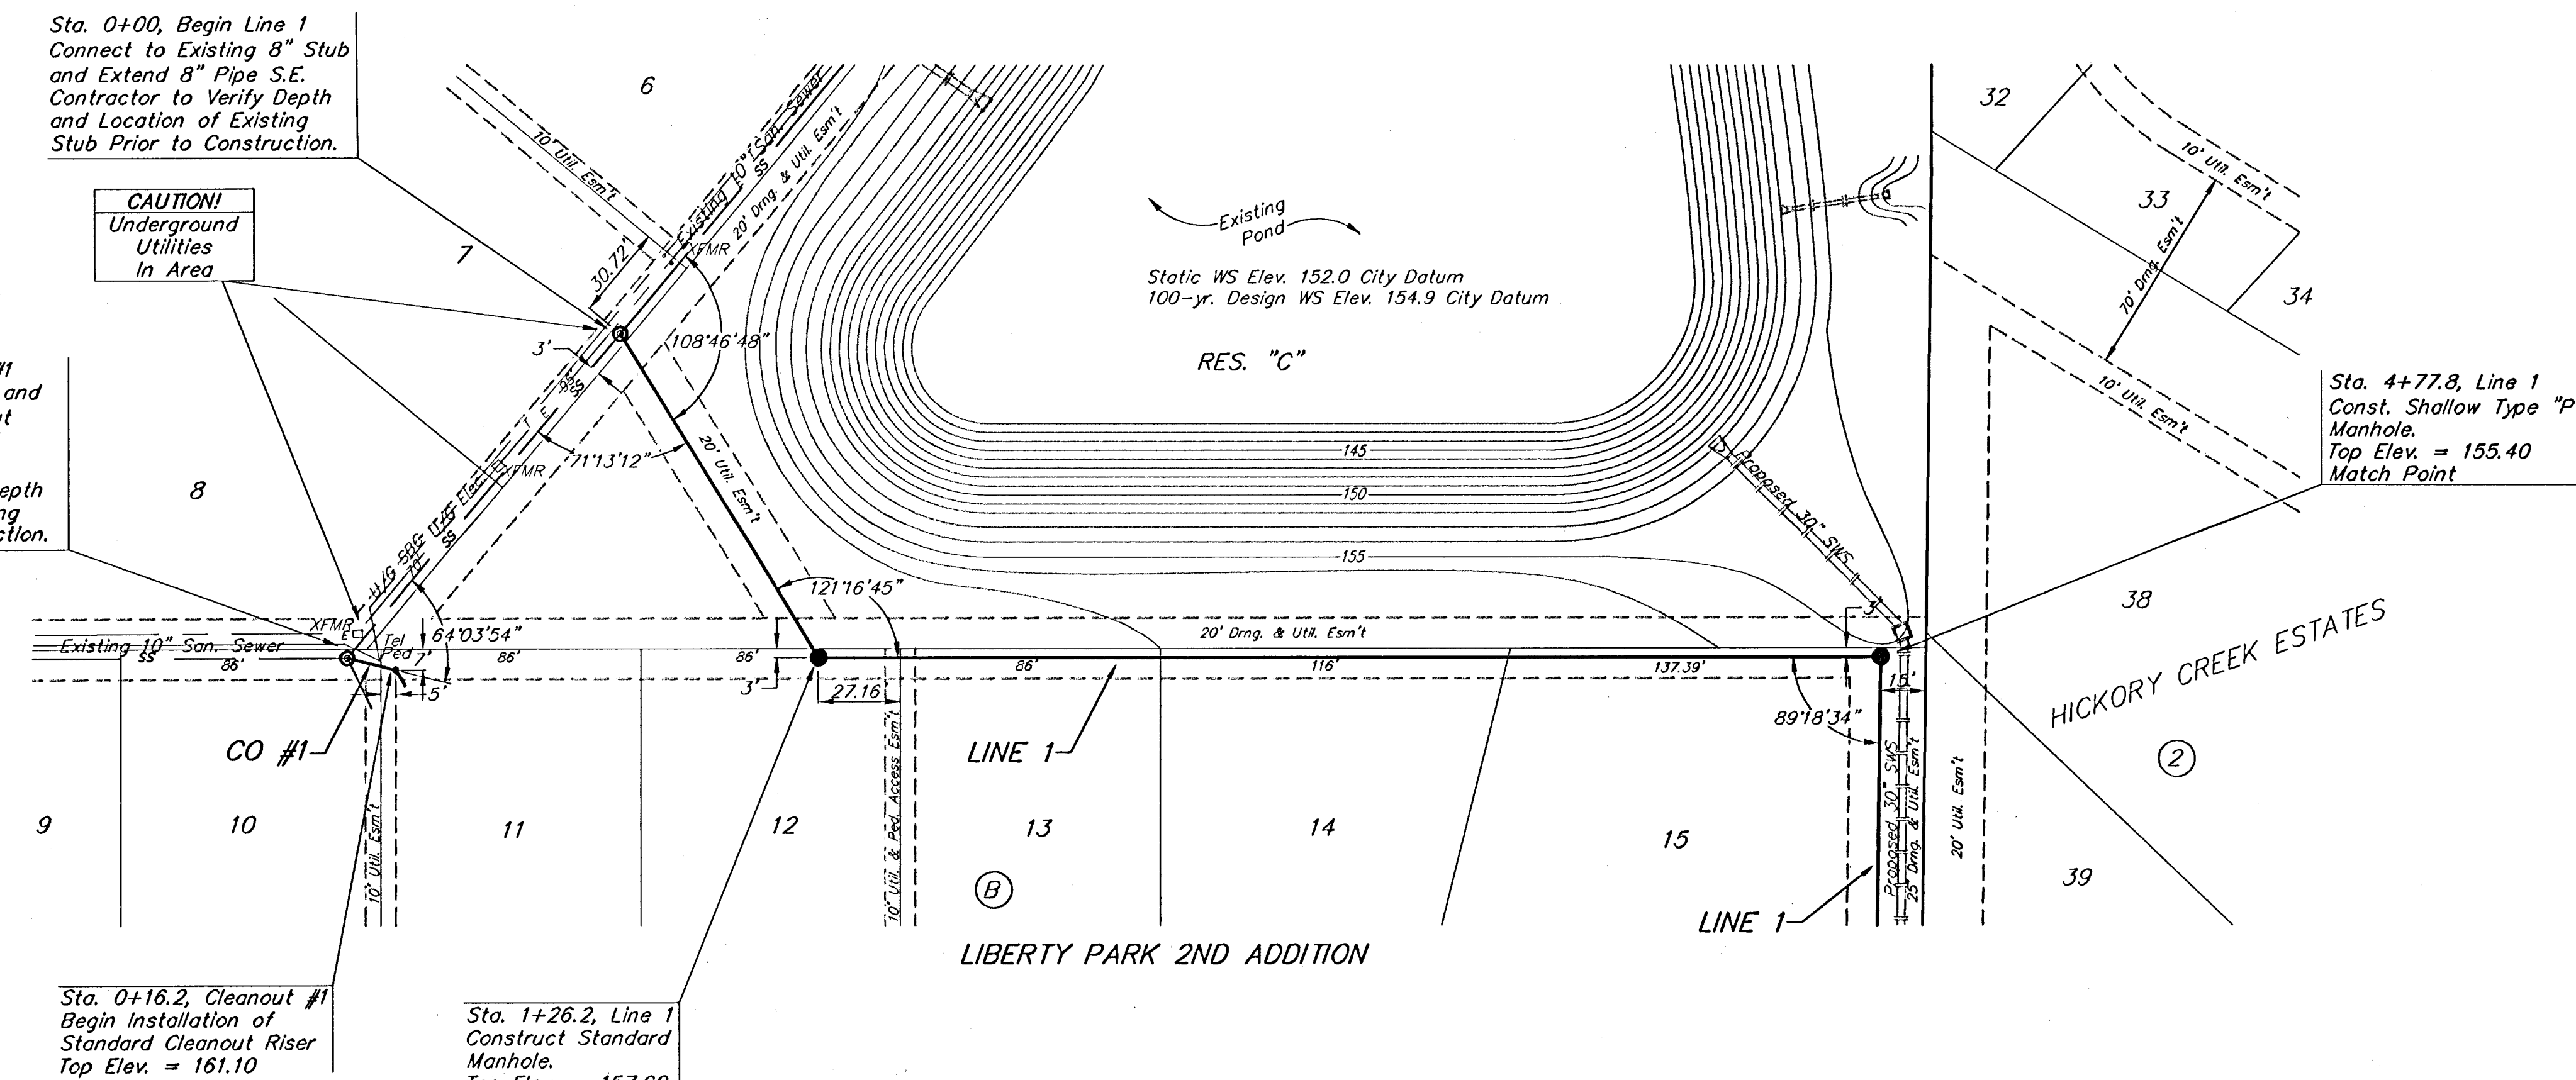 Sta. 0+00, Begin Line 1
Connect to Existing 8" Stub
and Extend 8" Pipe S.E.
Contractor to Verify Depth
and Location of Existing
Stub Prior to Construction.
CAUTION!
Underground
Utilities
In Area
#1
and
epth
ction.
6
7
8
10' Util. Esm't
Existing 10" San. Sewer
SS
20' Drng. & Util. Esm't
XFMR
30.72'
3'
108°46'48"
71°13'12"
SS
E
XFMR
U/G Elec.
SS
70'
20' Util. Esm't
121°16'45"
64°03'54"
Existing
Pond
Static WS Elev. 152.0 City Datum
100-yr. Design WS Elev. 154.9 City Datum
RES. "C"
145
150
155
Proposed 30" SWS
32
33
34
10' Util. Esm't
70' Drng. Esm't
10' Util. Esm't
Sta. 4+77.8, Line 1
Const. Shallow Type "P
Manhole.
Top Elev. = 155.40
Match Point
38
HICKORY CREEK ESTATES
2
39
XFMR
E
Tel
Ped
Existing 10" San. Sewer
SS
86'
7'
5'
86'
86'
3'
27.16'
20' Drng. & Util. Esm't
86'
116'
137.39'
3'
15'
89°18'34"
CO #1
LINE 1
9
10
10' Util. Esm't
11
12
10' Util. & Ped. Access Esm't
13
14
15
Proposed 30" SWS
25' Drng. & Util. Esm't
20' Util. Esm't
B
LINE 1
LIBERTY PARK 2ND ADDITION
Sta. 0+16.2, Cleanout #1
Begin Installation of
Standard Cleanout Riser
Top Elev. = 161.10
Sta. 1+26.2, Line 1
Construct Standard
Manhole.